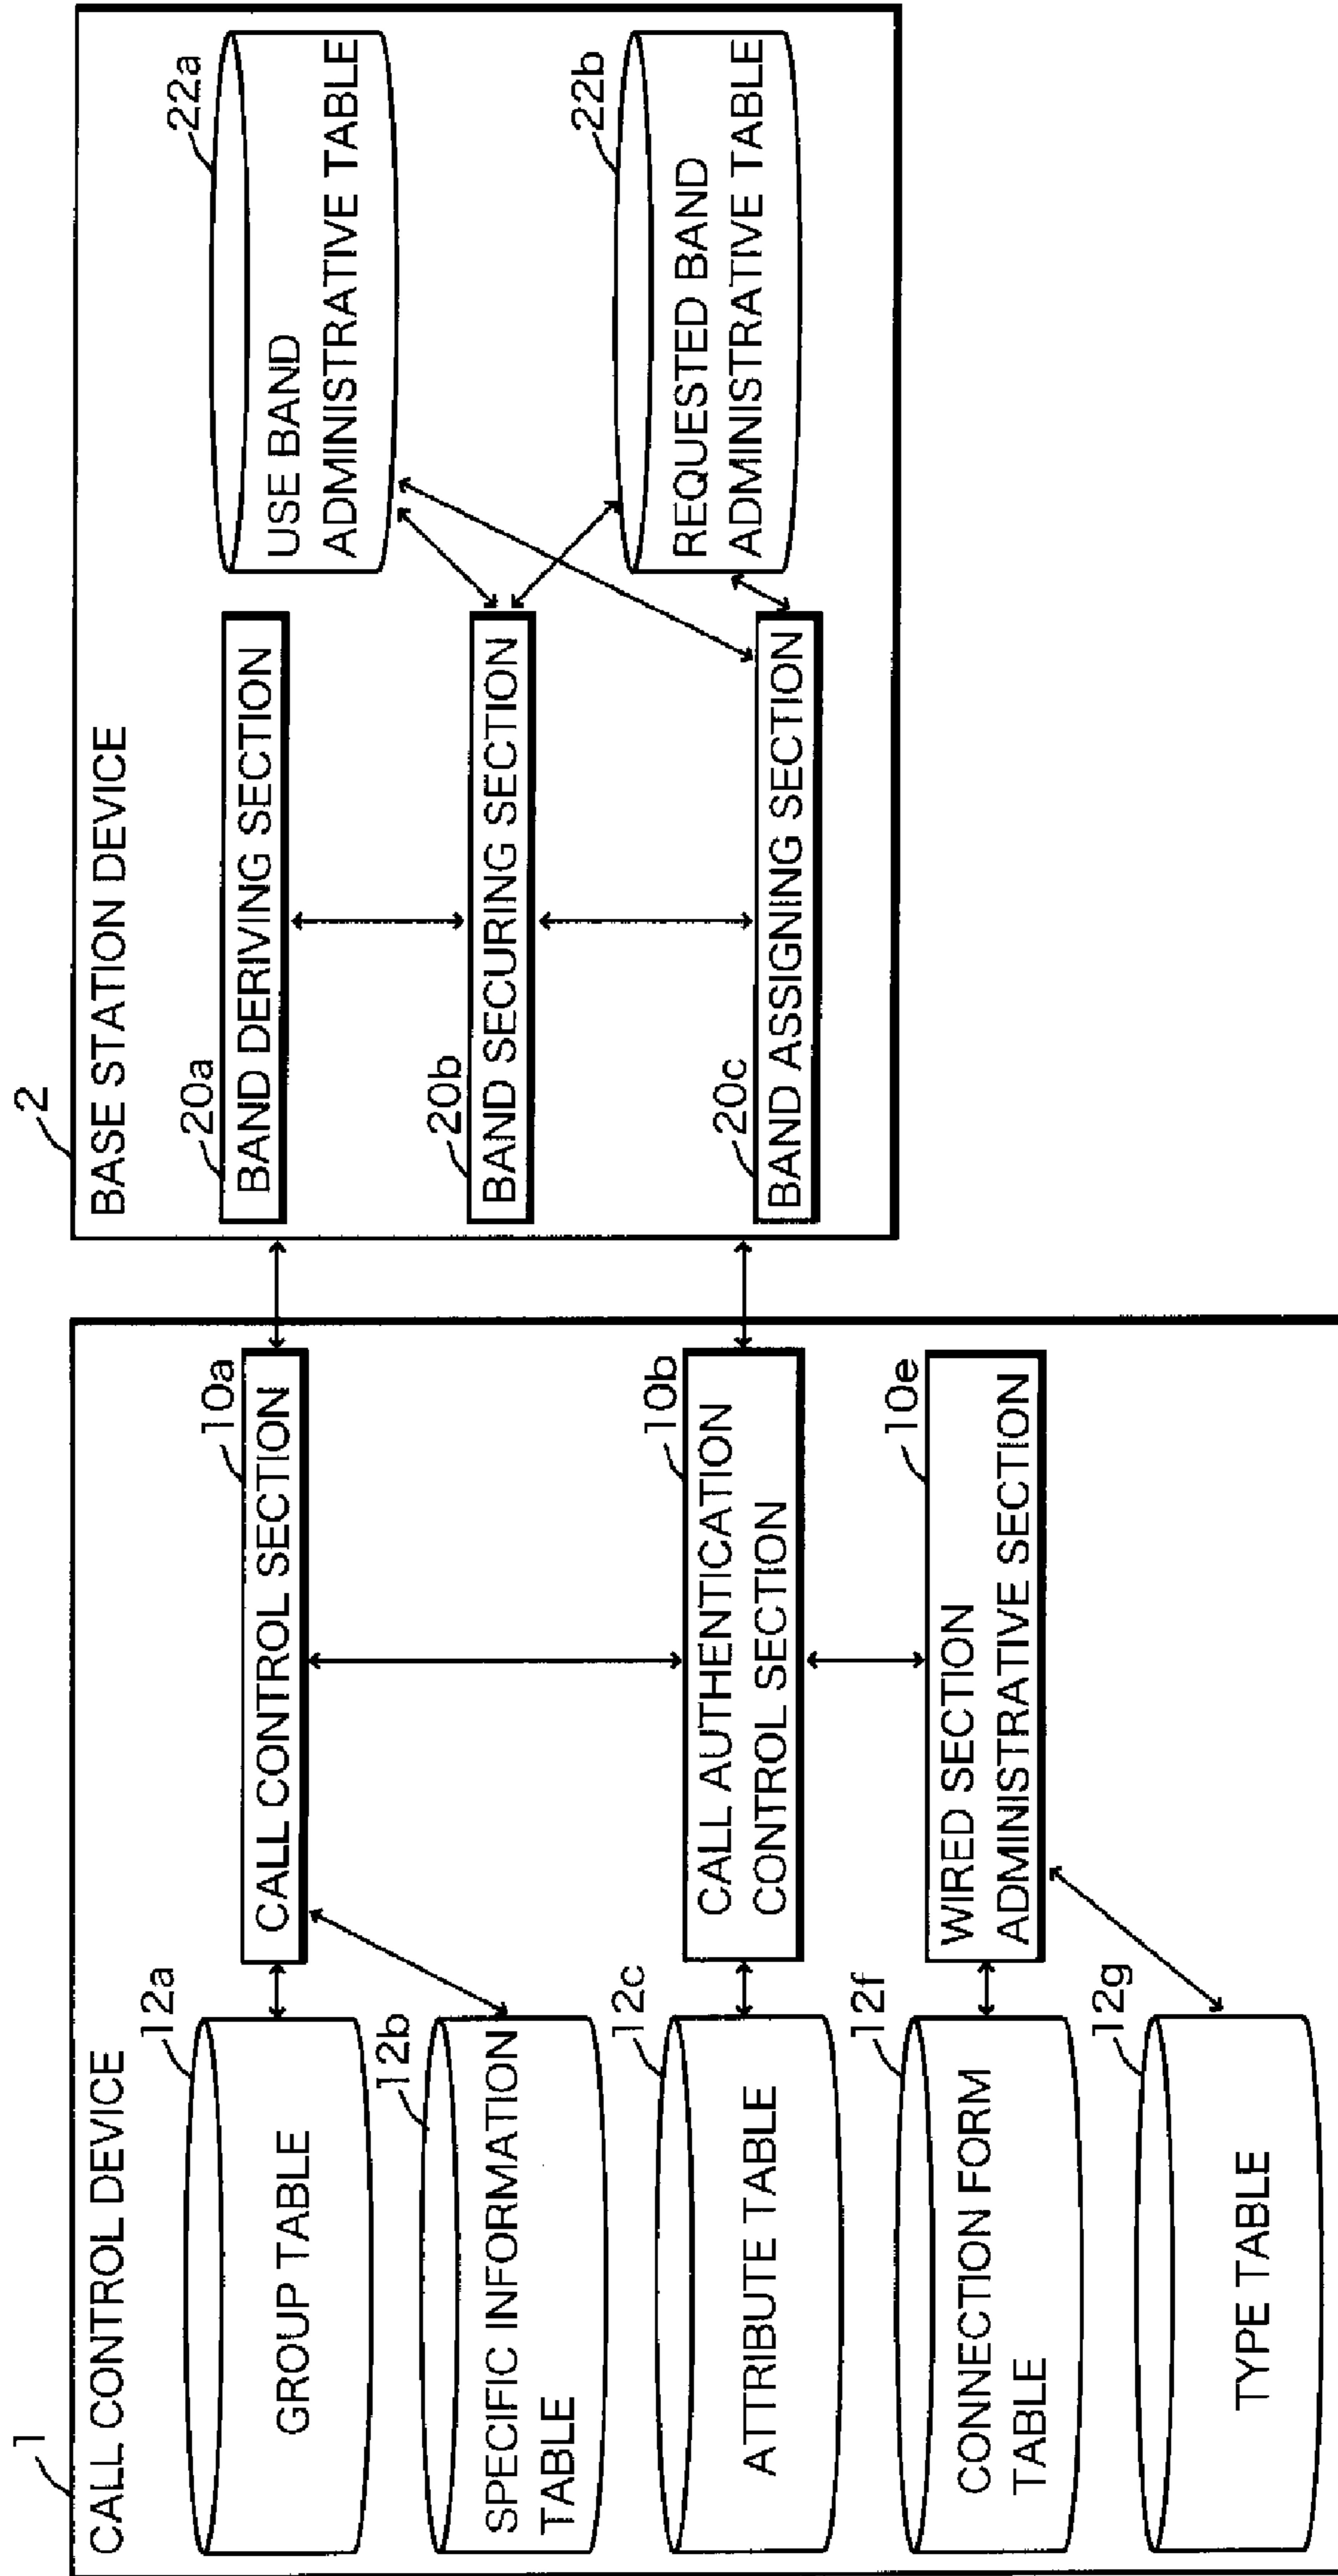 1
CALL CONTROL DEVICE
12a
GROUP TABLE
12b
SPECIFIC INFORMATION
TABLE
12c
ATTRIBUTE TABLE
12f
CONNECTION FORM
TABLE
12g
TYPE TABLE
10a
CALL CONTROL SECTION
10b
CALL AUTHENTICATION
CONTROL SECTION
10e
WIRED SECTION
ADMINISTRATIVE SECTION
2
BASE STATION DEVICE
20a
BAND DERIVING SECTION
20b
BAND SECURING SECTION
20c
BAND ASSIGNING SECTION
22a
USE BAND
ADMINISTRATIVE TABLE
22b
REQUESTED BAND
ADMINISTRATIVE TABLE